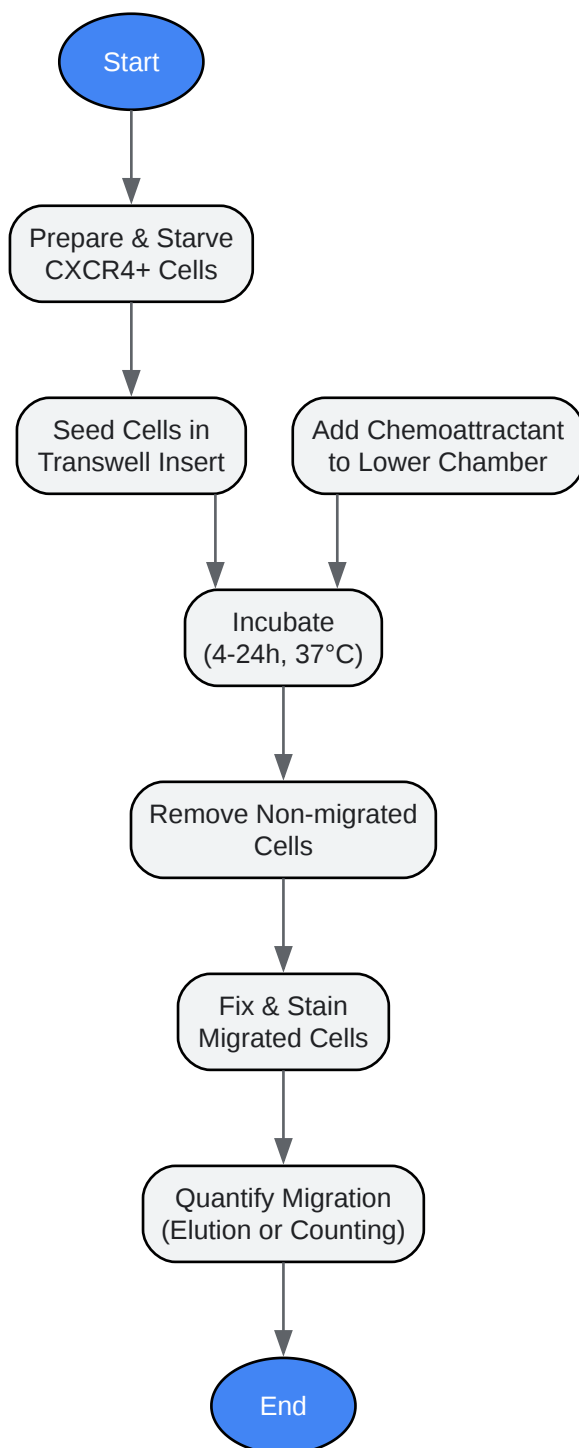 Start
Prepare & Starve
CXCR4+ Cells
Seed Cells in
Transwell Insert
Add Chemoattractant
to Lower Chamber
Incubate
(4-24h, 37°C)
Remove Non-migrated
Cells
Fix & Stain
Migrated Cells
Quantify Migration
(Elution or Counting)
End